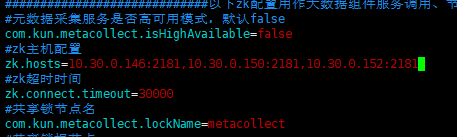 ############################以下zk配置用作大数据组件服务调用、节
#元数据采集服务是否高可用模式，默认false
com.kun.metacollect.isHighAvailable=false
#zk主机配置
zk.hosts=10.30.0.146:2181,10.30.0.150:2181,10.30.0.152:2181
#zk超时时间
zk.connect.timeout=30000
#共享锁节点名
com.kun.metacollect.lockName=metacollect